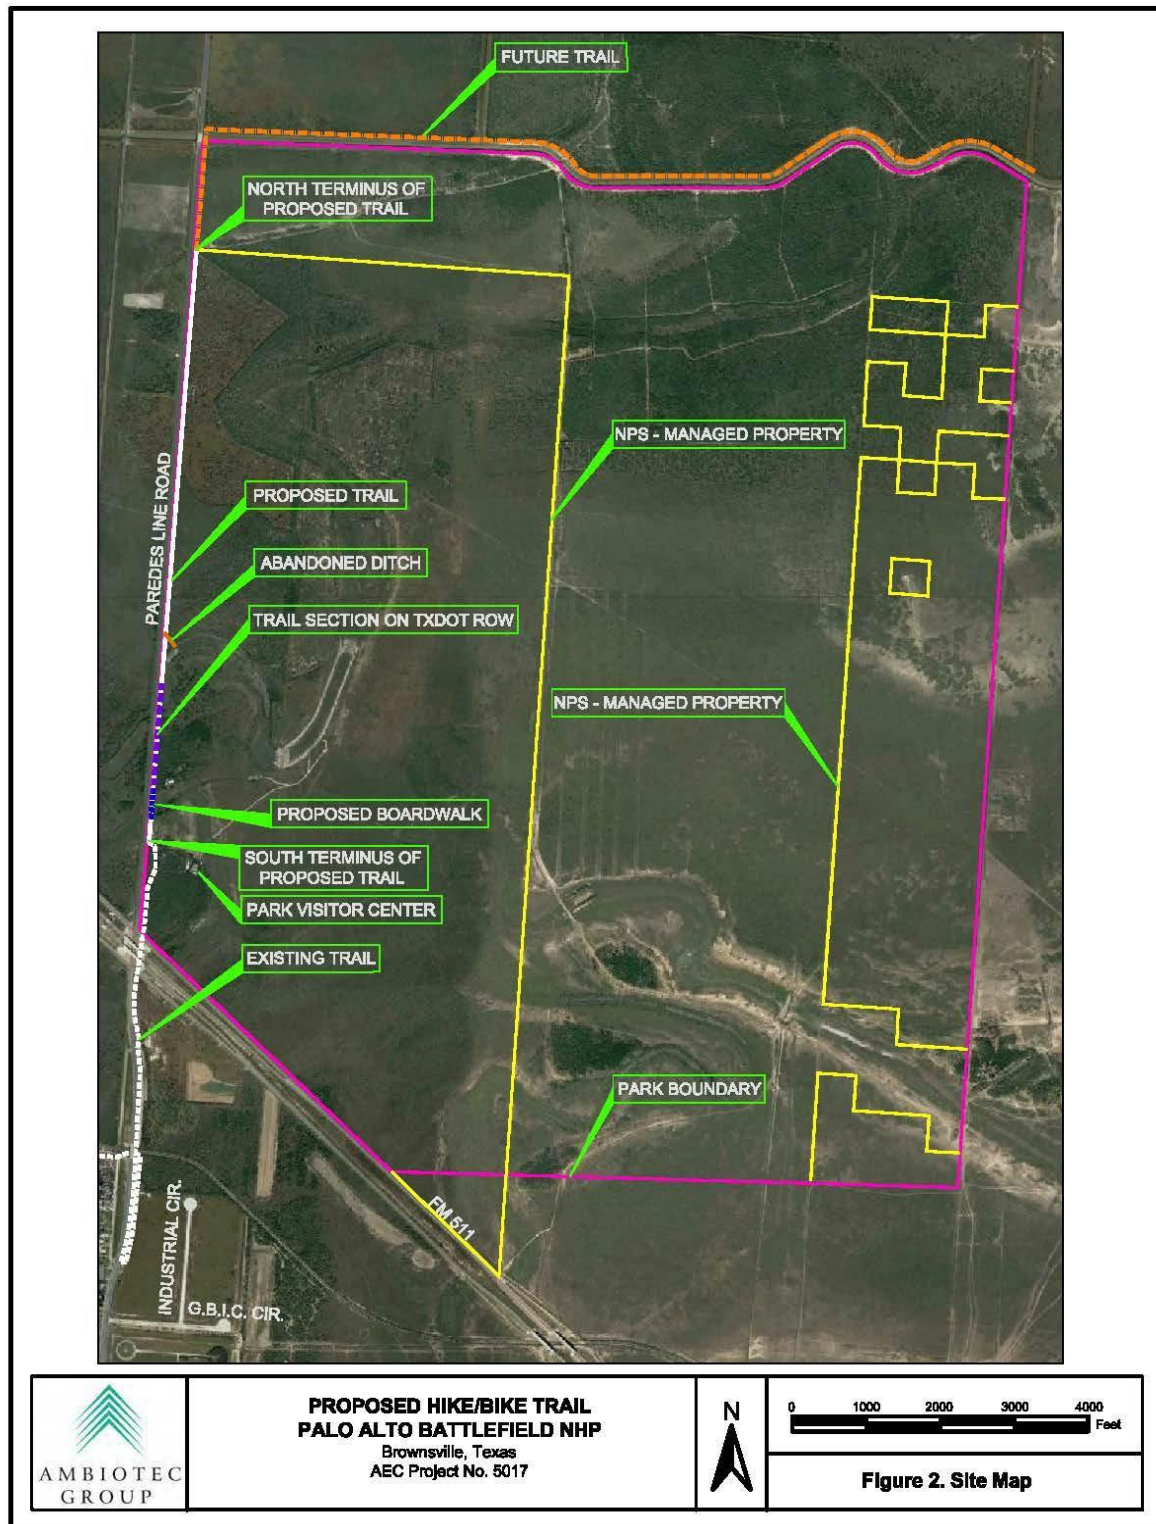 FUTURE TRAIL
NORTH TERMINUS OF
PROPOSED TRAIL
NPS - MANAGED PROPERTY
PAREDES LINE ROAD
PROPOSED TRAIL
ABANDONED DITCH
TRAIL SECTION ON TXDOT ROW
NPS - MANAGED PROPERTY
PROPOSED BOARDWALK
SOUTH TERMINUS OF
PROPOSED TRAIL
PARK VISITOR CENTER
EXISTING TRAIL
PARK BOUNDARY
FM 511
INDUSTRIAL CIR.
G.B.I.C. CIR.
AMBIOTEC
GROUP
PROPOSED HIKE/BIKE TRAIL
PALO ALTO BATTLEFIELD NHP
Brownsville, Texas
AEC Project No. 5017
N
0 1000 2000 3000 4000
Feet
Figure 2. Site Map